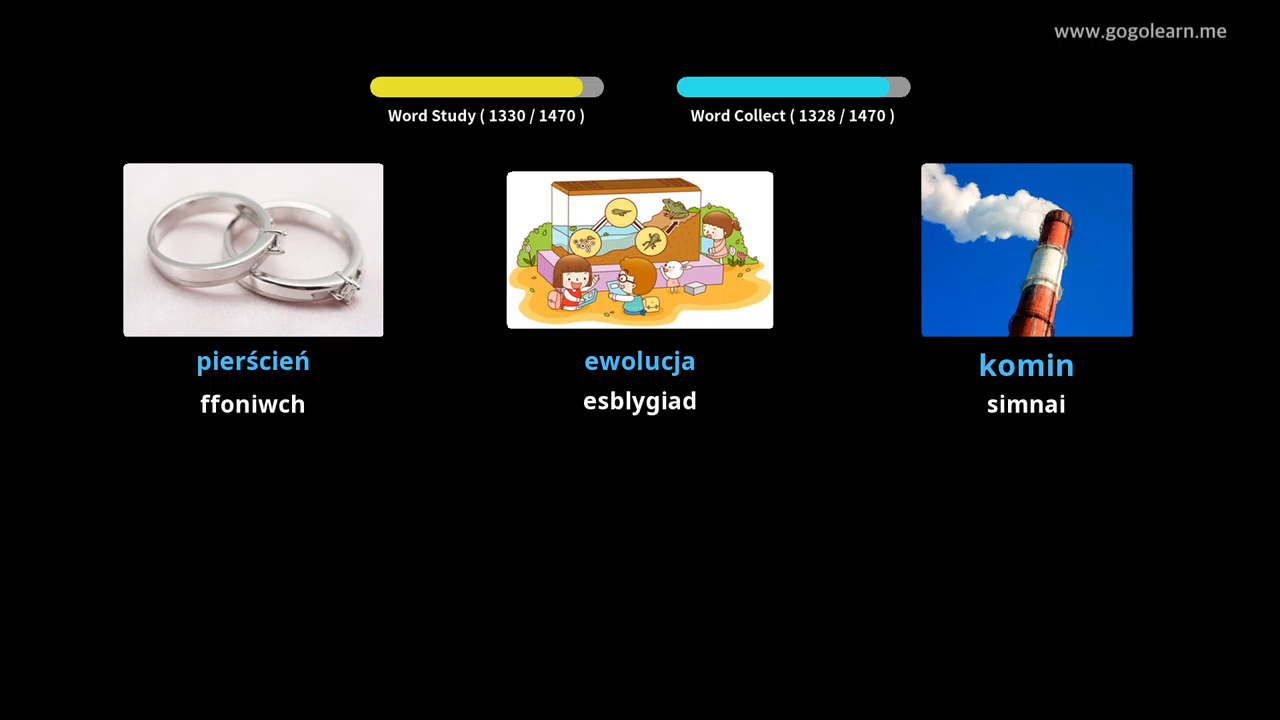 www.gogolearn.me
Word Study ( 1330 / 1470 )
Word Collect ( 1328 / 1470 )
pierścień
ffoniwch
ewolucja
esblygiad
komin
simnai